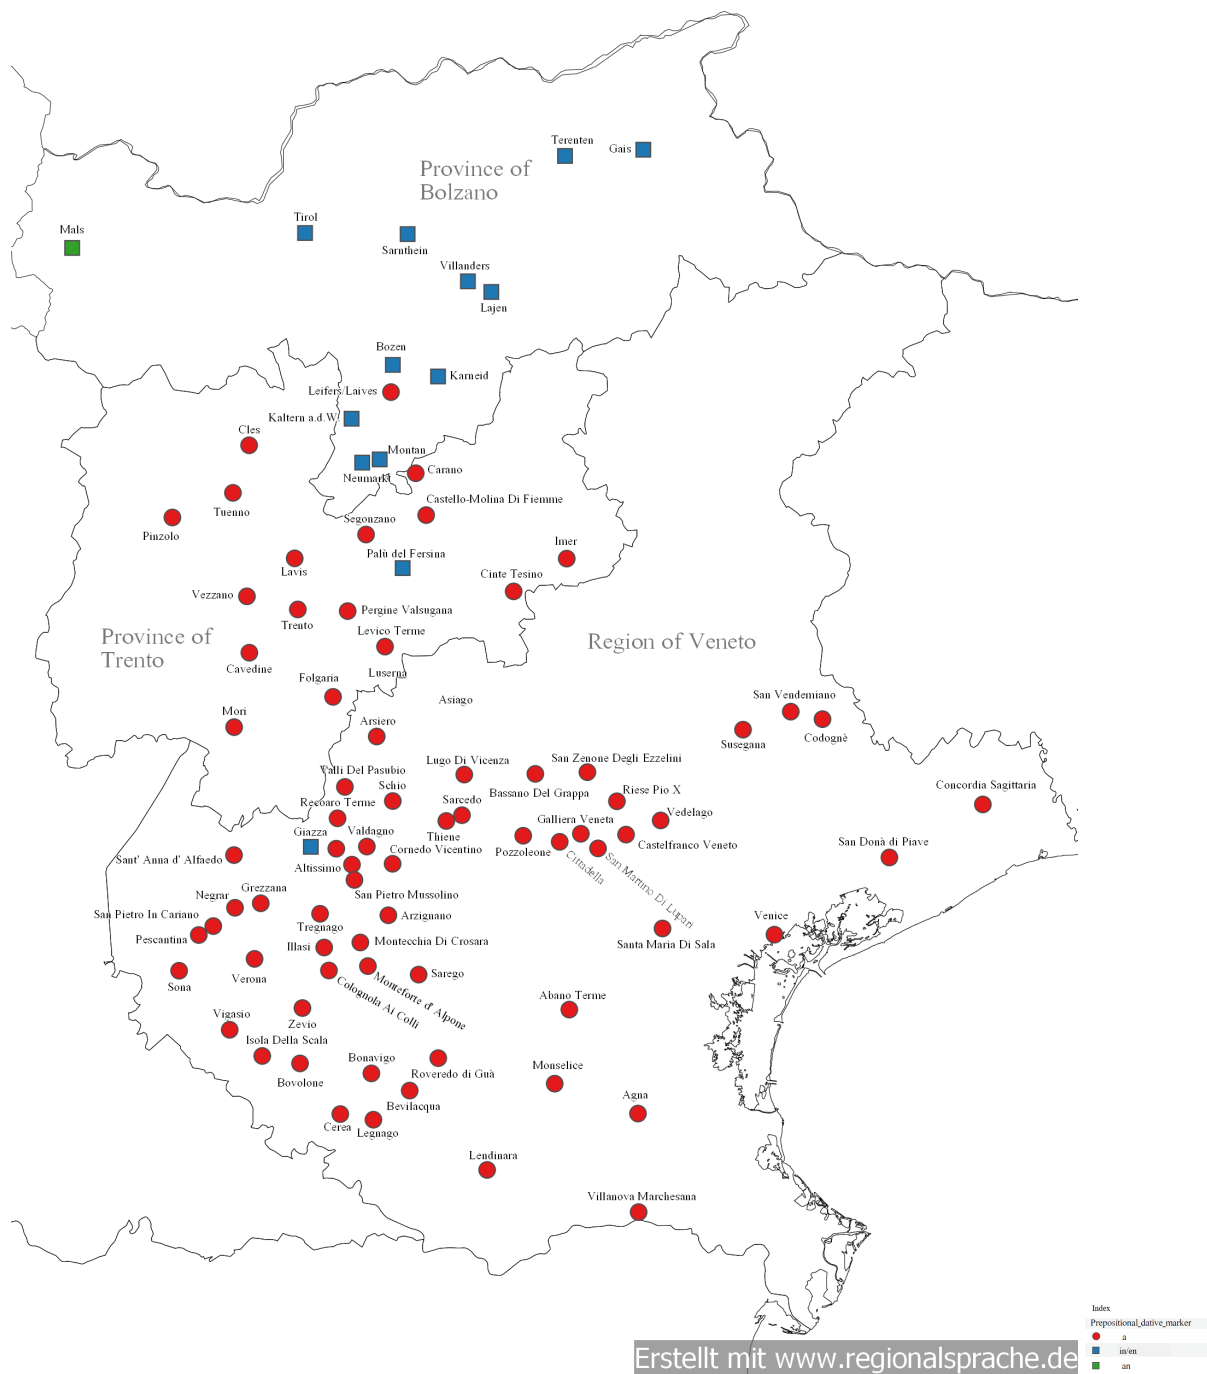 Terenten
Gais
Province of
Bolzano
Tirol
Mals
Sarnthein
Villanders
Lajen
Bozen
Karneid
Leifers/Laives
Kaltern a.d.W.
Cles
Montan
Carano
Neumarkt
Castello-Molina Di Fiemme
Tuenno
Segonzano
Pinzolo
Imer
Palù del Fersina
Lavis
Cinte Tesino
Vezzano
Pergine Valsugana
Trento
Levico Terme
Province of
Trento
Region of Veneto
Cavedine
Luserna
Folgaria
San Vendemiano
Asiago
Mori
Arsiero
Codognè
Susegana
Lugo Di Vicenza
San Zenone Degli Ezzelini
Valli Del Pasubio
Schio
Bassano Del Grappa
Riese Pio X
Concordia Sagittaria
Recoaro Terme
Sarcedo
Vedelago
Galliera Veneta
Giazza
Valdagno
Thiene
Castelfranco Veneto
San Donà di Piave
Cornedo Vicentino
Pozzoleone
Cittadella
San Martino Di Lupari
Sant' Anna d' Alfaedo
Altissimo
Grezzana
San Pietro Mussolino
Negrar
San Pietro In Cariano
Arzignano
Venice
Tregnago
Pescantina
Illasi
Montecchia Di Crosara
Santa Maria Di Sala
Verona
Sarego
Sona
Monteforte d' Alpone
Colognola Ai Colli
Abano Terme
Vigasio
Zevio
Isola Della Scala
Bonavigo
Roveredo di Guà
Monselice
Bovolone
Agna
Bevilacqua
Cerea
Legnago
Lendinara
Villanova Marchesana
Index
Prepositional_dative_marker
a
in/en
an
Erstellt mit www.regionalsprache.de